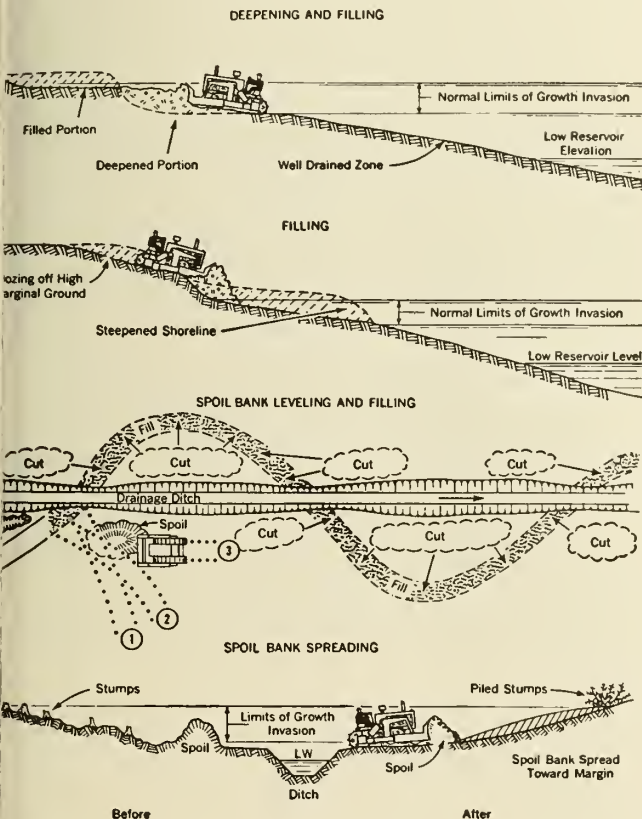 DEEPENING AND FILLING
Normal Limits of Growth Invasion
Filled Portion
Low Reservoir
Elevation
Deepened Portion
Well Drained Zone
FILLING
ozing off High
arginal Ground
Normal Limits of Growth Invasion
Steepened Shoreline
Low Reservoir Level
SPOIL BANK LEVELING AND FILLING
Fill
Cut
Cut
Cut
Cut
Drainage Ditch
Spoil
Cut
Cut
Cut
3
Fill
2
1
SPOIL BANK SPREADING
Stumps
Piled Stumps
Limits of Growth
Invasion
Spoil
LW
Spoil
Spoil Bank Spread
Toward Margin
Ditch
Before
After